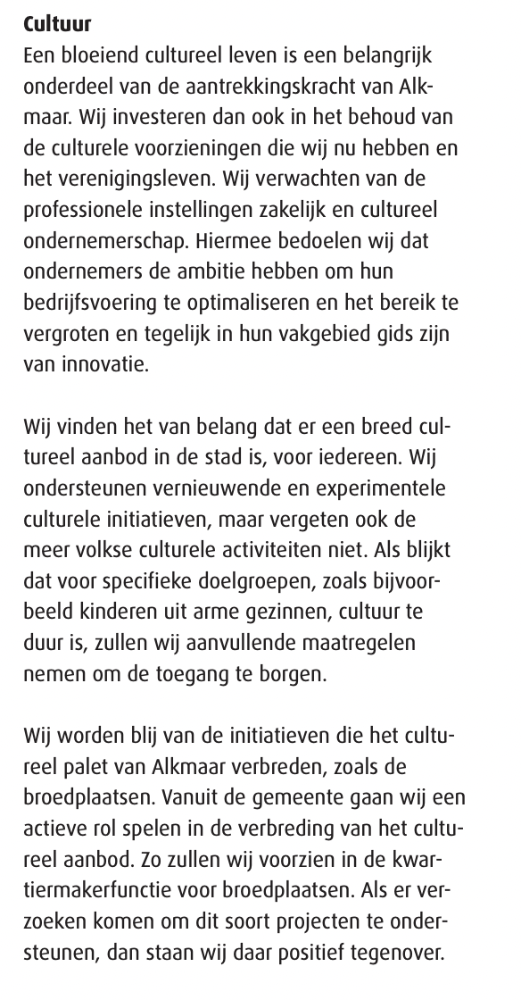 Cultuur
Een bloeiend cultureel leven is een belangrijk
onderdeel van de aantrekkingskracht van Alk-
maar. Wij investeren dan ook in het behoud van
de culturele voorzieningen die wij nu hebben en
het verenigingsleven. Wij verwachten van de
professionele instellingen zakelijk en cultureel
ondernemerschap. Hiermee bedoelen wij dat
ondernemers de ambitie hebben om hun
bedrijfsvoering te optimaliseren en het bereik te
vergroten en tegelijk in hun vakgebied gids zijn
van innovatie.

Wij vinden het van belang dat er een breed cul-
tureel aanbod in de stad is, voor iedereen. Wij
ondersteunen vernieuwende en experimentele
culturele initiatieven, maar vergeten ook de
meer volkse culturele activiteiten niet. Als blijkt
dat voor specifieke doelgroepen, zoals bijvoor-
beeld kinderen uit arme gezinnen, cultuur te
duur is, zullen wij aanvullende maatregelen
nemen om de toegang te borgen.

Wij worden blij van de initiatieven die het cultu-
reel palet van Alkmaar verbreden, zoals de
broedplaatsen. Vanuit de gemeente gaan wij een
actieve rol spelen in de verbreding van het cultu-
reel aanbod. Zo zullen wij voorzien in de kwar-
tiermakerfunctie voor broedplaatsen. Als er ver-
zoeken komen om dit soort projecten te onder-
steunen, dan staan wij daar positief tegenover.